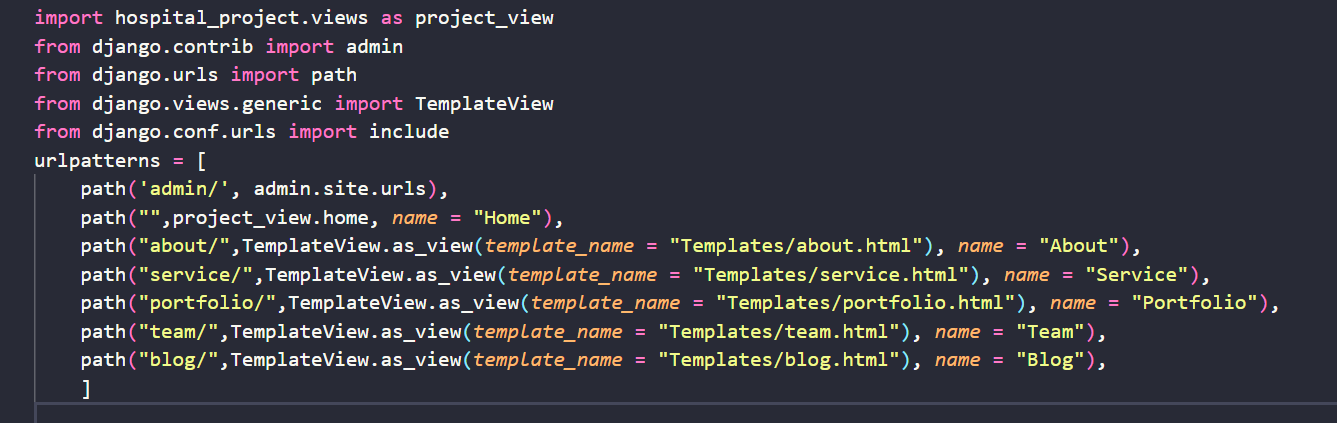 import hospital_project.views as project_view
from django.contrib import admin
from django.urls import path
from django.views.generic import TemplateView
from django.conf.urls import include
urlpatterns = [
    path('admin/', admin.site.urls),
    path("",project_view.home, name = "Home"),
    path("about/",TemplateView.as_view(template_name = "Templates/about.html"), name = "About"),
    path("service/",TemplateView.as_view(template_name = "Templates/service.html"), name = "Service"),
    path("portfolio/",TemplateView.as_view(template_name = "Templates/portfolio.html"), name = "Portfolio"),
    path("team/",TemplateView.as_view(template_name = "Templates/team.html"), name = "Team"),
    path("blog/",TemplateView.as_view(template_name = "Templates/blog.html"), name = "Blog"),
    ]